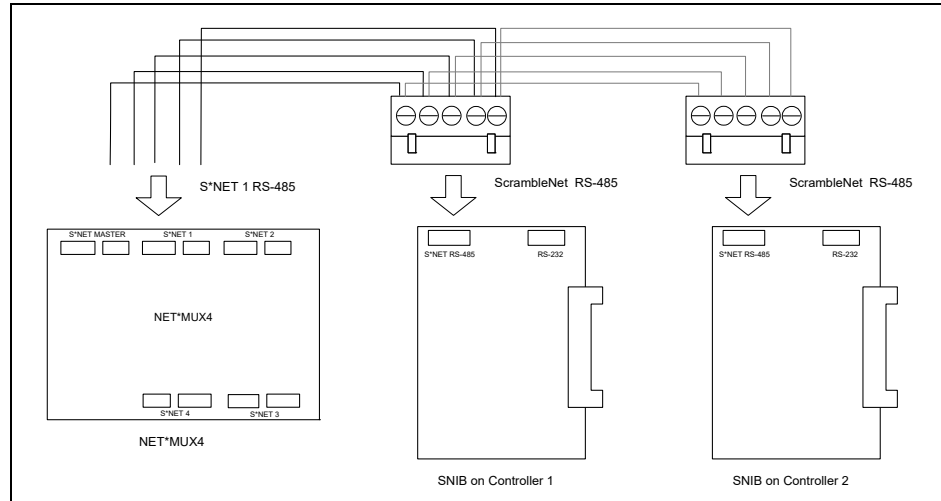 S*NET 1 RS-485
ScrambleNet RS-485
ScrambleNet RS-485
S*NET MASTER
S*NET 1
S*NET 2
S*NET RS-485
RS-232
S*NET RS-485
RS-232
NET*MUX4
S*NET 4
S*NET 3
NET*MUX4
SNIB on Controller 1
SNIB on Controller 2